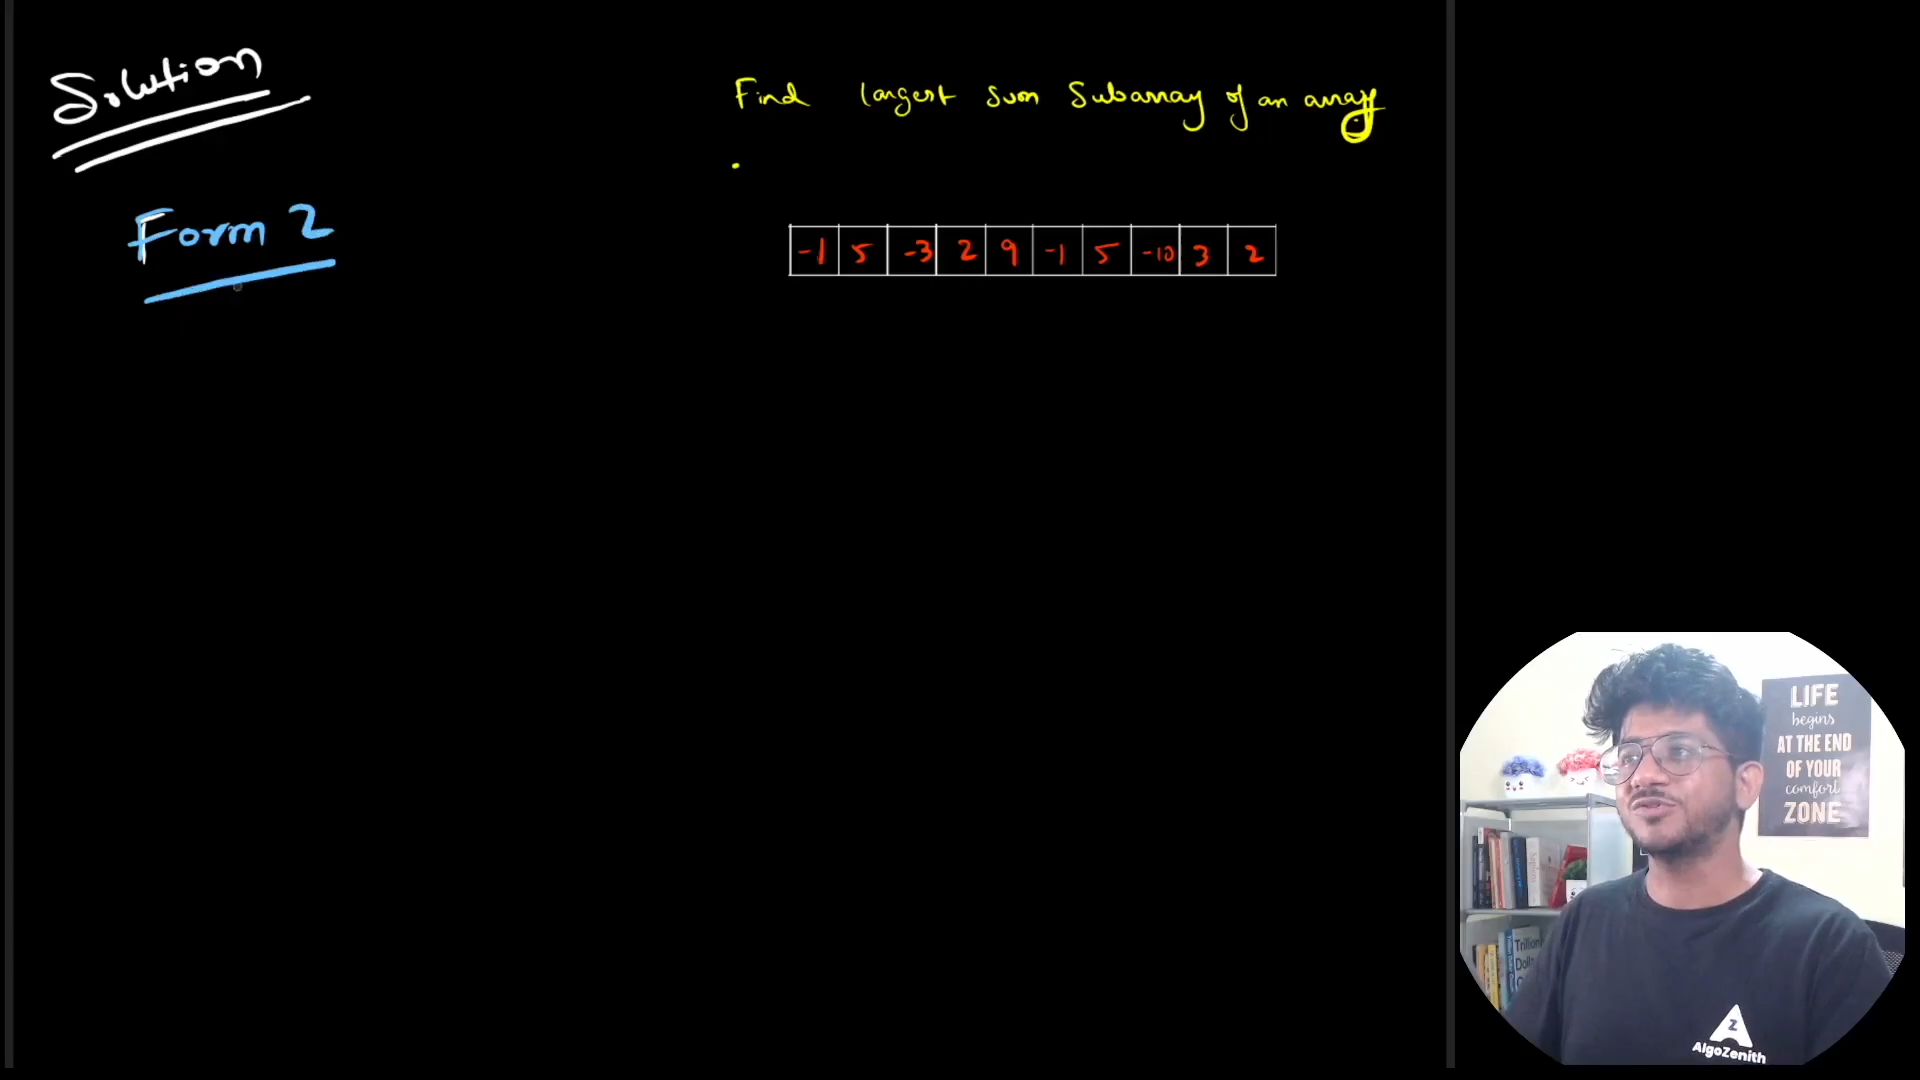 Solution
Find largest sum subarray of an array
Form 2
-1 5 -3 2 9 -1 5 -10 3 2
LIFE
begins
AT THE END
OF YOUR
comfort
ZONE
Trillion
Z
AlgoZenith